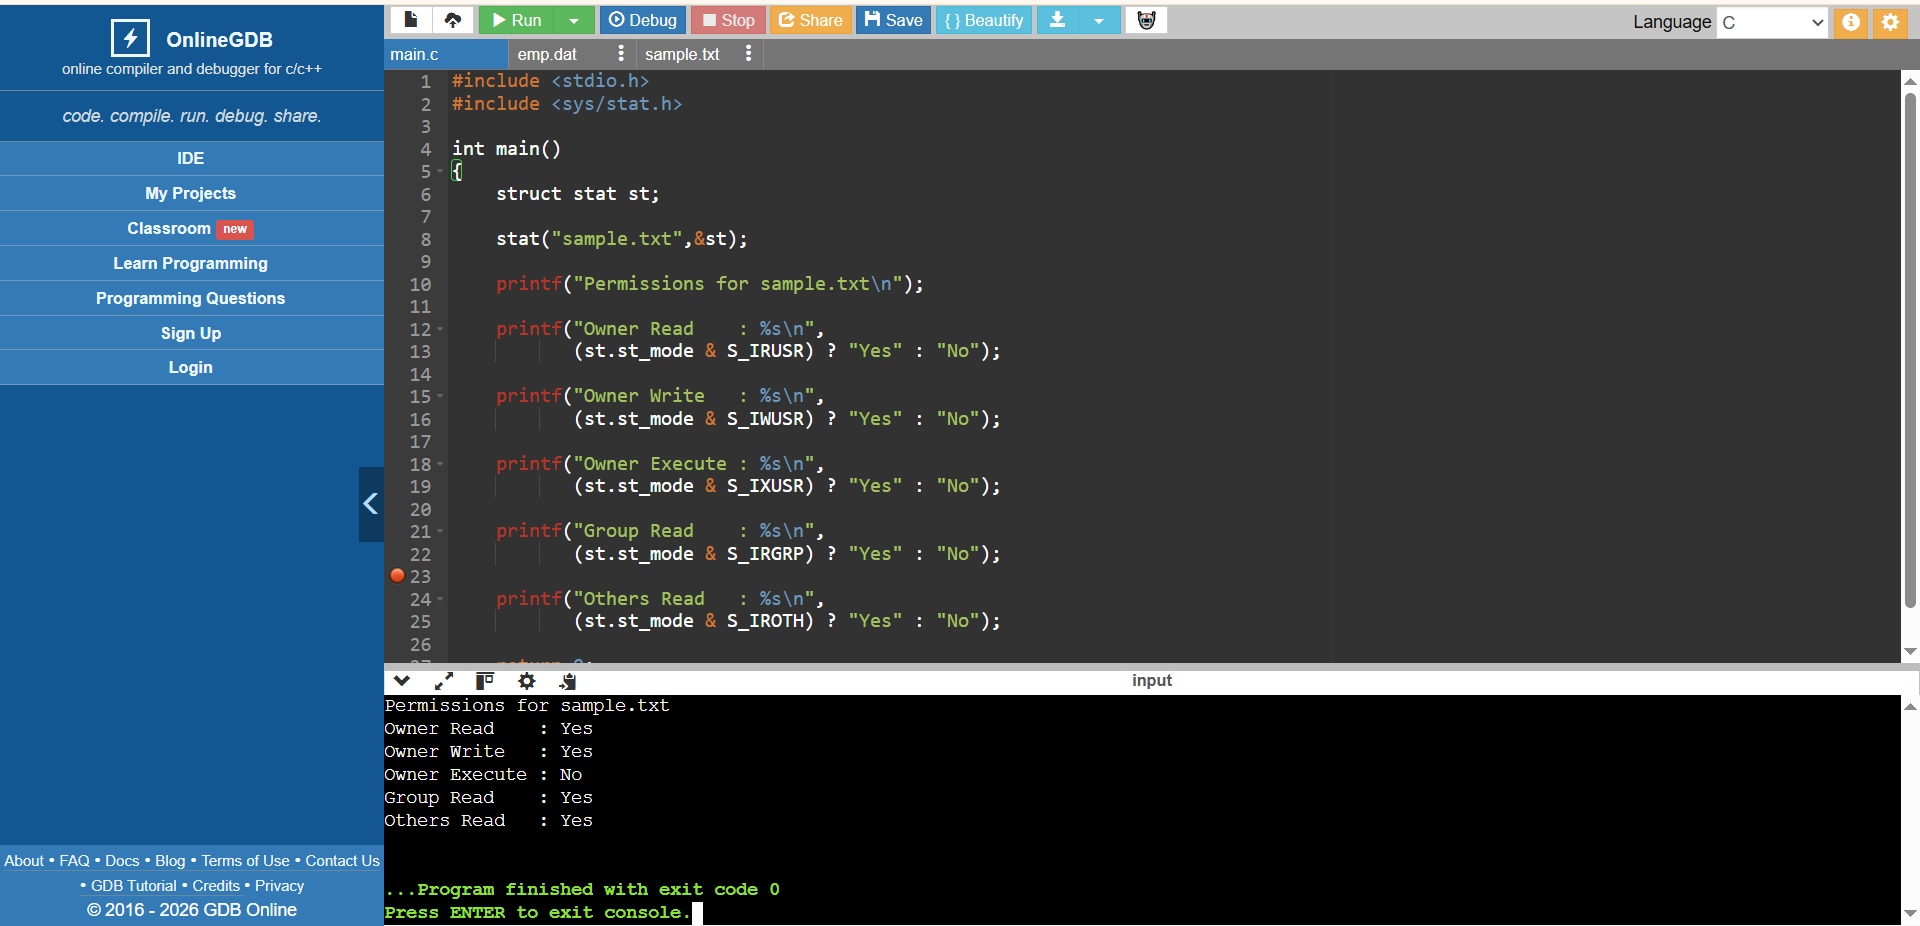 OnlineGDB
online compiler and debugger for c/c++
code. compile. run. debug. share.
IDE
My Projects
Classroom new
Learn Programming
Programming Questions
Sign Up
Login
About • FAQ • Docs • Blog • Terms of Use • Contact Us
• GDB Tutorial • Credits • Privacy
© 2016 - 2026 GDB Online
Run Debug Stop Share Save { } Beautify Language C
main.c emp.dat sample.txt
1 #include <stdio.h>
2 #include <sys/stat.h>
3
4 int main()
5 {
6     struct stat st;
7
8     stat("sample.txt",&st);
9
10     printf("Permissions for sample.txt\n");
11
12     printf("Owner Read    : %s\n",
13            (st.st_mode & S_IRUSR) ? "Yes" : "No");
14
15     printf("Owner Write   : %s\n",
16            (st.st_mode & S_IWUSR) ? "Yes" : "No");
17
18     printf("Owner Execute : %s\n",
19            (st.st_mode & S_IXUSR) ? "Yes" : "No");
20
21     printf("Group Read    : %s\n",
22            (st.st_mode & S_IRGRP) ? "Yes" : "No");
23
24     printf("Others Read   : %s\n",
25            (st.st_mode & S_IROTH) ? "Yes" : "No");
26
input
Permissions for sample.txt
Owner Read    : Yes
Owner Write   : Yes
Owner Execute : No
Group Read    : Yes
Others Read   : Yes
...Program finished with exit code 0
Press ENTER to exit console.